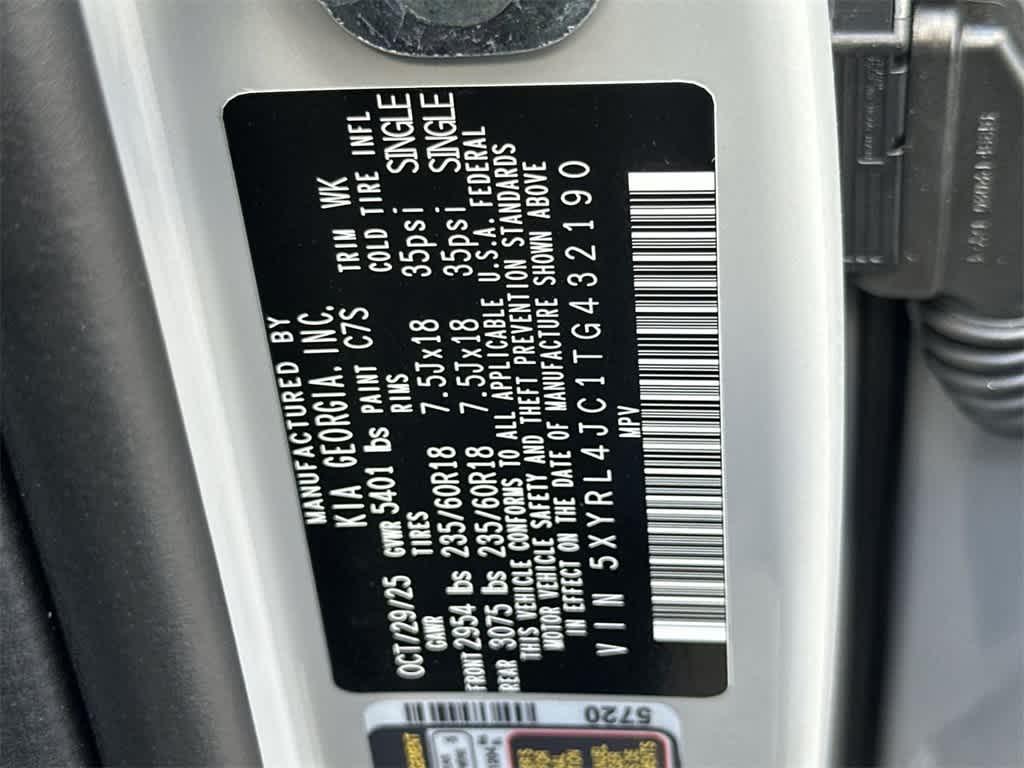 MANUFACTURED BY
KIA GEORGIA. INC.
OCT/29/25 GVWR 5401 lbs PAINT C7S TRIM WK
GAWR TIRES RIMS COLD TIRE INFL
FRONT 2954 lbs 235/60R18 7.5Jx18 35psi SINGLE
REAR 3075 lbs 235/60R18 7.5Jx18 35psi SINGLE
THIS VEHICLE CONFORMS TO ALL APPLICABLE U.S.A. FEDERAL
MOTOR VEHICLE SAFETY AND THEFT PREVENTION STANDARDS
IN EFFECT ON THE DATE OF MANUFACTURE SHOWN ABOVE
VIN 5XYRL4JC1TG432190
MPV
5720